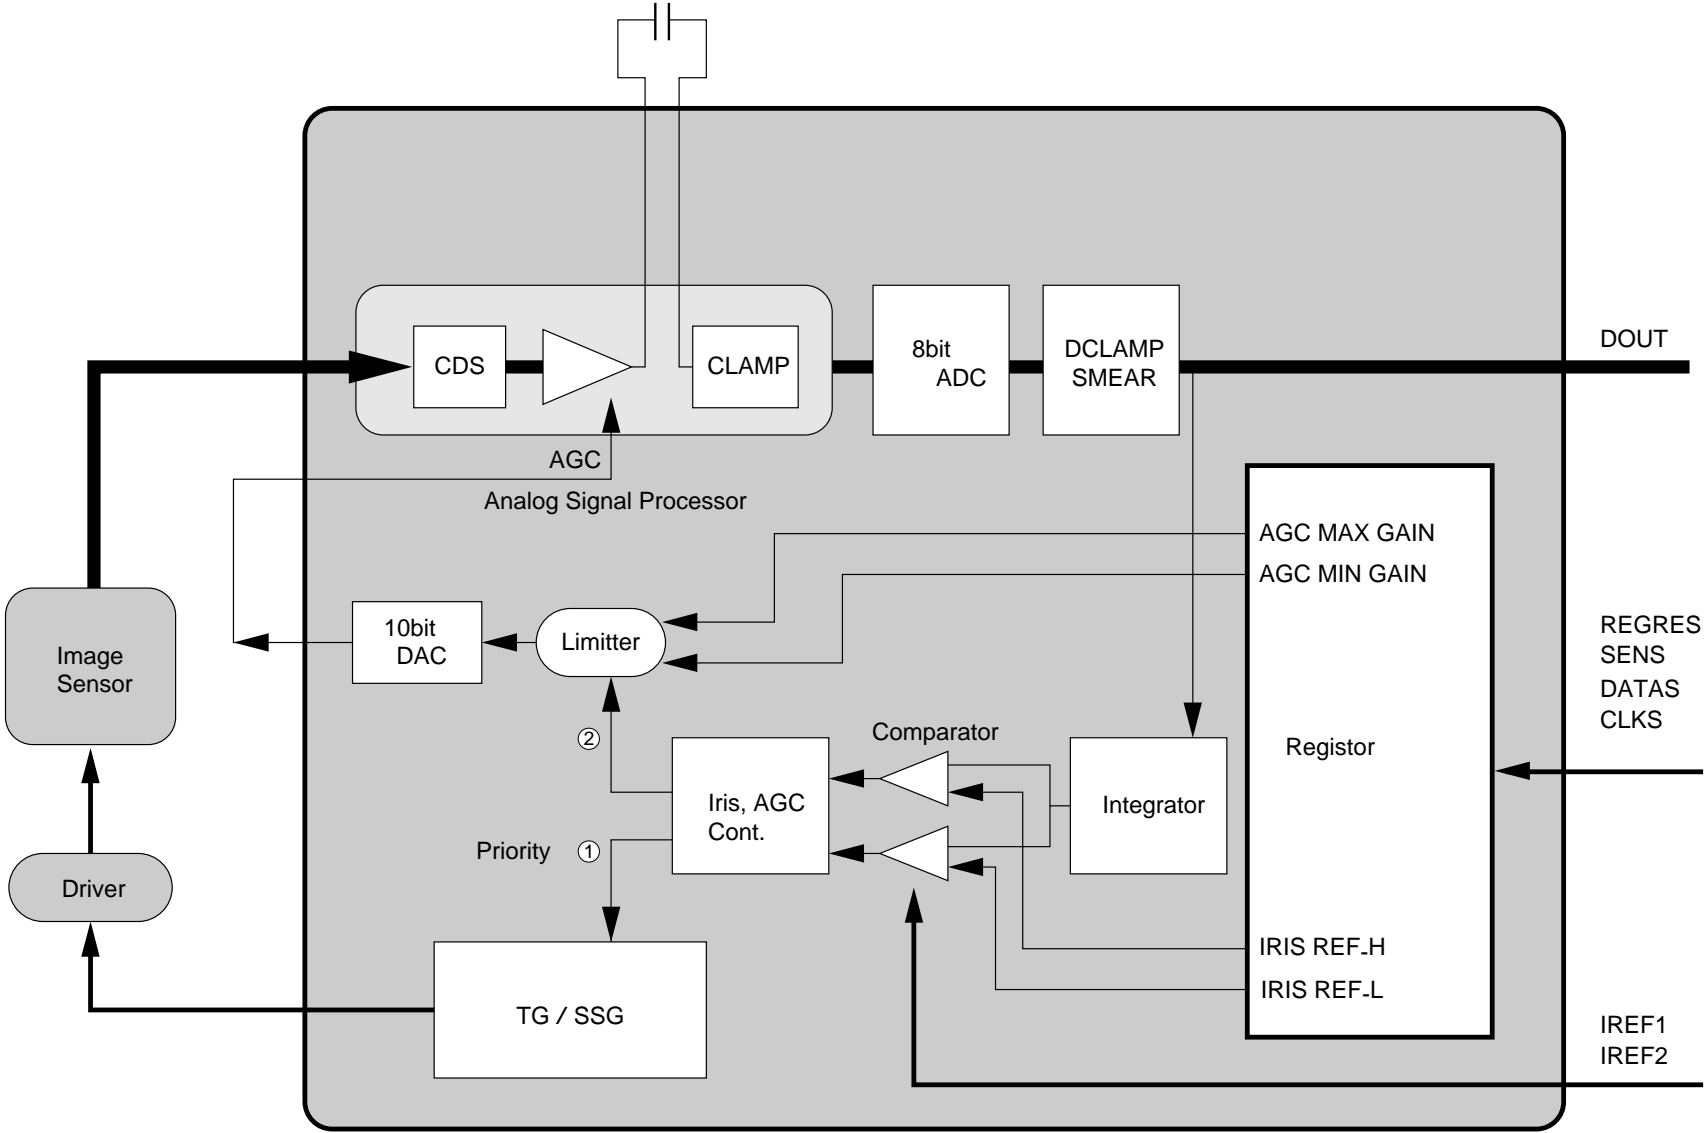 CDS
CLAMP
8bit
ADC
DCLAMP
SMEAR
DOUT
AGC
Analog Signal Processor
AGC MAX GAIN
AGC MIN GAIN
10bit
DAC
Limitter
Image
Sensor
REGRES
SENS
DATAS
CLKS
②
Comparator
Registor
Iris, AGC
Cont.
Integrator
Priority ①
Driver
IRIS REF-H
IRIS REF-L
TG / SSG
IREF1
IREF2